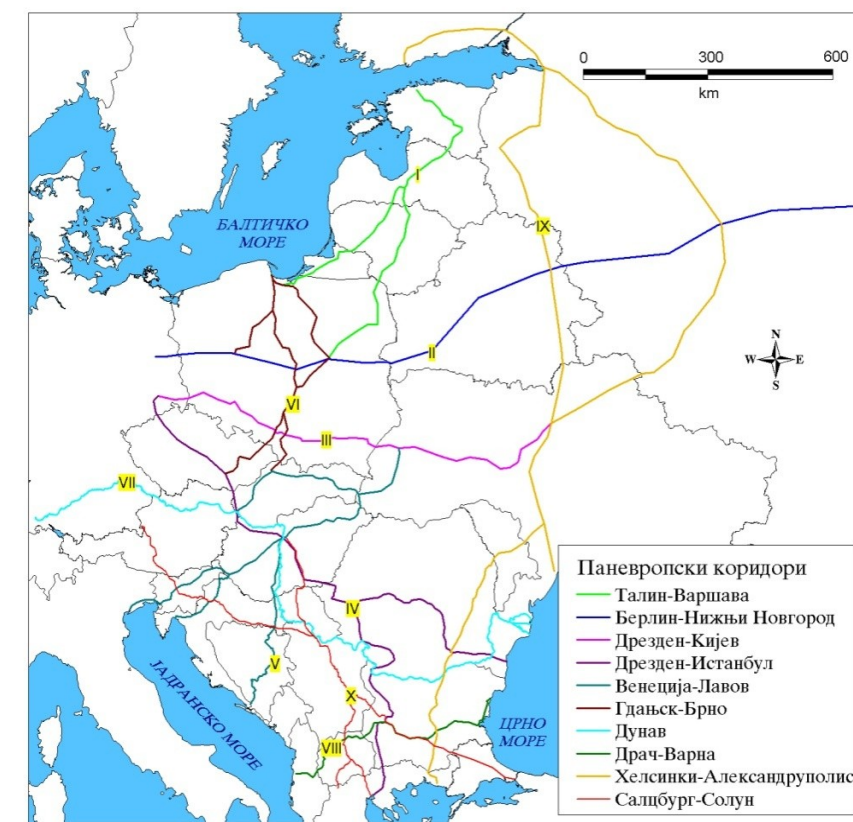 0 300 600
km
I
БАЛТИЧКО
МОРЕ
IX
N
W E
S
II
VI
III
VII
IV
V
X
VIII
ЈАДРАНСКО МОРЕ
ЦРНО
МОРЕ
Паневропски коридори
Талин-Варшава
Берлин-Нижњи Новгород
Дрезден-Кијев
Дрезден-Истанбул
Венеција-Лавов
Гдањск-Брно
Дунав
Драч-Варна
Хелсинки-Александруполис
Салцбург-Солун